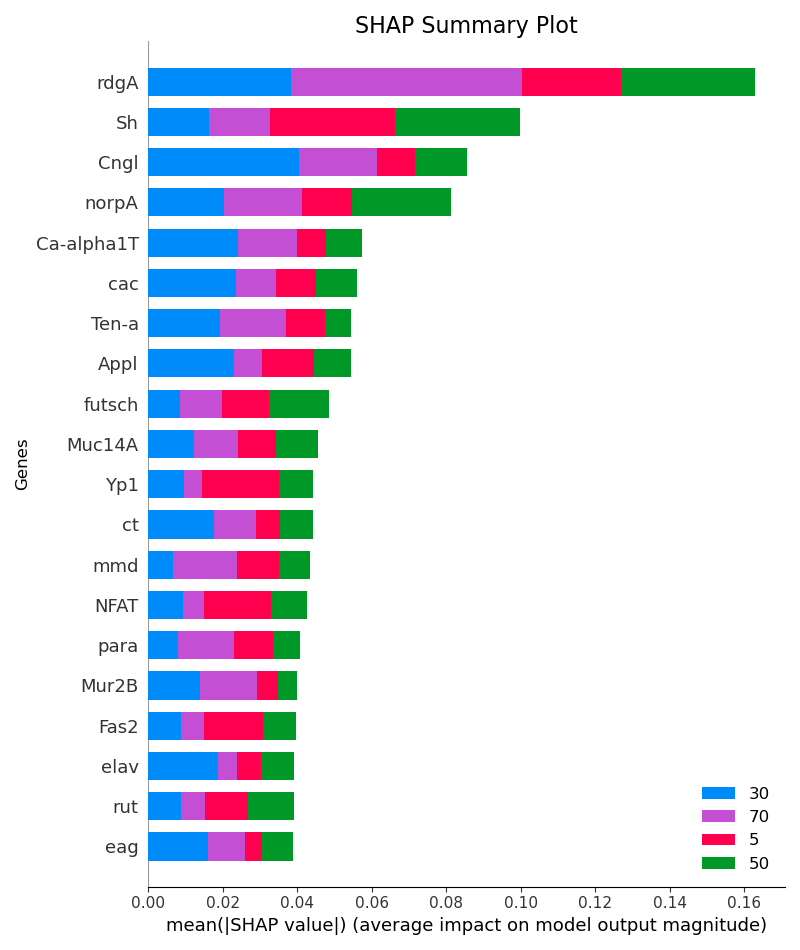 SHAP Summary Plot
rdgA
Sh
Cngl
norpA
Ca-alpha1T
cac
Ten-a
Appl
futsch
Muc14A
Yp1
ct
mmd
NFAT
para
Mur2B
Fas2
elav
rut
eag
Genes
30
70
5
50
0.00 0.02 0.04 0.06 0.08 0.10 0.12 0.14 0.16
mean(|SHAP value|) (average impact on model output magnitude)